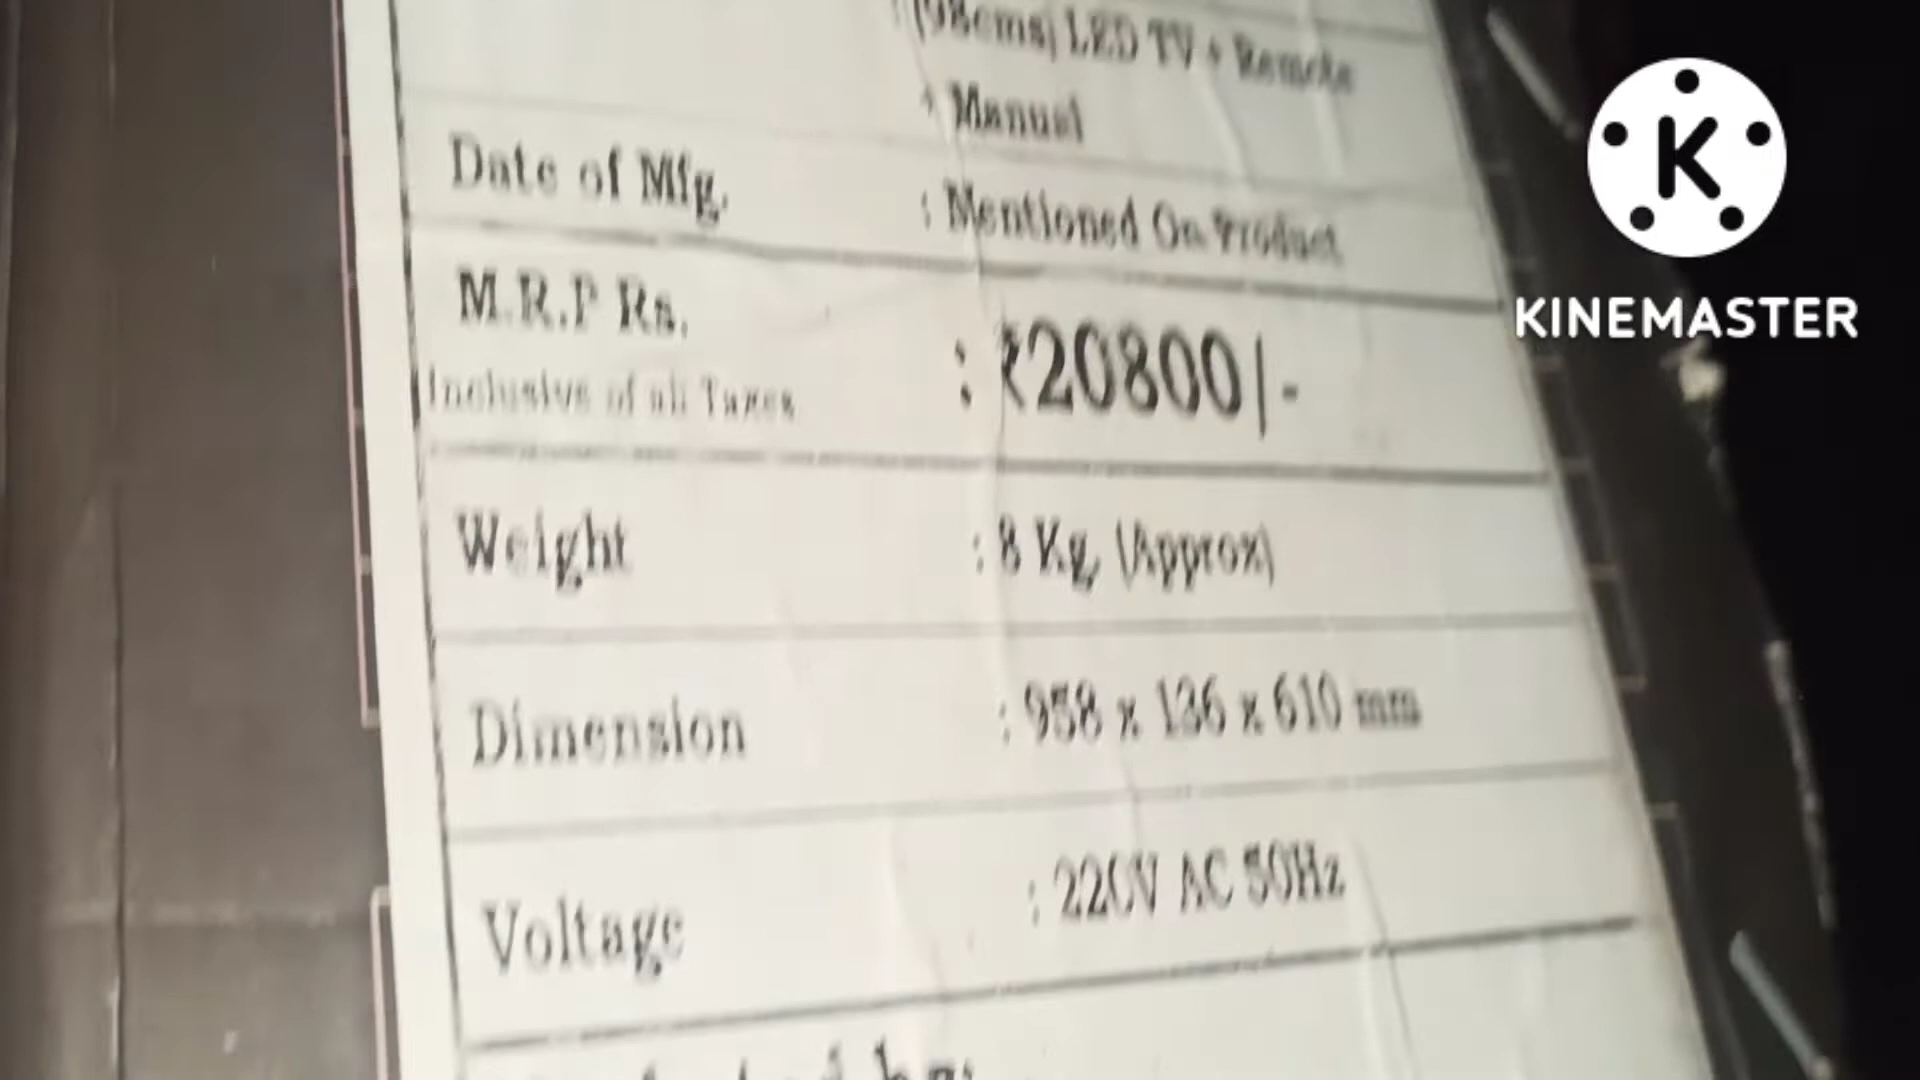 (98cms) LED TV + Remote
+ Manual
Date of Mfg. : Mentioned On Product
M.R.P Rs.
Inclusive of all Taxes : ₹20800/-
Weight : 8 Kg. (Approx)
Dimension : 958 x 136 x 610 mm
Voltage : 220V AC 50Hz
by:
K
KINEMASTER